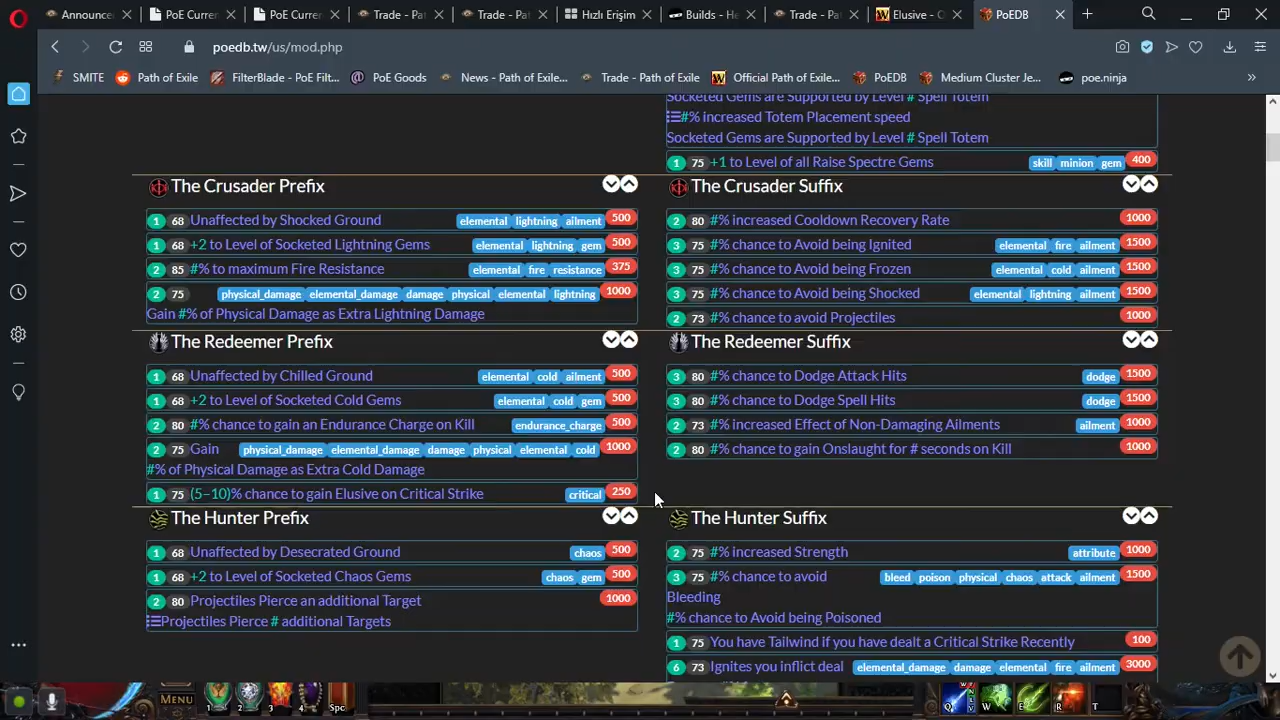 Announce
PoE Curren
PoE Curren
Trade - Pat
Trade - Pat
Hızlı Erişim
Builds - He
Trade - Pat
Elusive - O
PoEDB
poedb.tw/us/mod.php
SMITE
Path of Exile
FilterBlade - PoE Filt...
PoE Goods
News - Path of Exile...
Trade - Path of Exile
Official Path of Exile...
PoEDB
Medium Cluster Je...
poe.ninja
»
Socketed Gems are Supported by Level # Spell Totem
#% increased Totem Placement speed
Socketed Gems are Supported by Level # Spell Totem
1 75 +1 to Level of all Raise Spectre Gems skill minion gem 400
The Crusader Prefix
1 68 Unaffected by Shocked Ground elemental lightning ailment 500
1 68 +2 to Level of Socketed Lightning Gems elemental lightning gem 500
2 85 #% to maximum Fire Resistance elemental fire resistance 375
2 75 physical_damage elemental_damage damage physical elemental lightning 1000
Gain #% of Physical Damage as Extra Lightning Damage
The Crusader Suffix
2 80 #% increased Cooldown Recovery Rate 1000
3 75 #% chance to Avoid being Ignited elemental fire ailment 1500
3 75 #% chance to Avoid being Frozen elemental cold ailment 1500
3 75 #% chance to Avoid being Shocked elemental lightning ailment 1500
2 73 #% chance to avoid Projectiles 1000
The Redeemer Prefix
1 68 Unaffected by Chilled Ground elemental cold ailment 500
1 68 +2 to Level of Socketed Cold Gems elemental cold gem 500
2 80 #% chance to gain an Endurance Charge on Kill endurance_charge 500
2 75 Gain physical_damage elemental_damage damage physical elemental cold 1000
#% of Physical Damage as Extra Cold Damage
1 75 (5–10)% chance to gain Elusive on Critical Strike critical 250
The Redeemer Suffix
3 80 #% chance to Dodge Attack Hits dodge 1500
3 80 #% chance to Dodge Spell Hits dodge 1500
2 73 #% increased Effect of Non-Damaging Ailments ailment 1000
2 80 #% chance to gain Onslaught for # seconds on Kill 1000
The Hunter Prefix
1 68 Unaffected by Desecrated Ground chaos 500
1 68 +2 to Level of Socketed Chaos Gems chaos gem 500
2 80 Projectiles Pierce an additional Target 1000
Projectiles Pierce # additional Targets
The Hunter Suffix
2 75 #% increased Strength attribute 1000
3 75 #% chance to avoid bleed poison physical chaos attack ailment 1500
Bleeding
#% chance to Avoid being Poisoned
1 75 You have Tailwind if you have dealt a Critical Strike Recently 100
6 73 Ignites you inflict deal elemental_damage damage elemental fire ailment 3000
MENU
1 2 3 4 5
Q W E R T